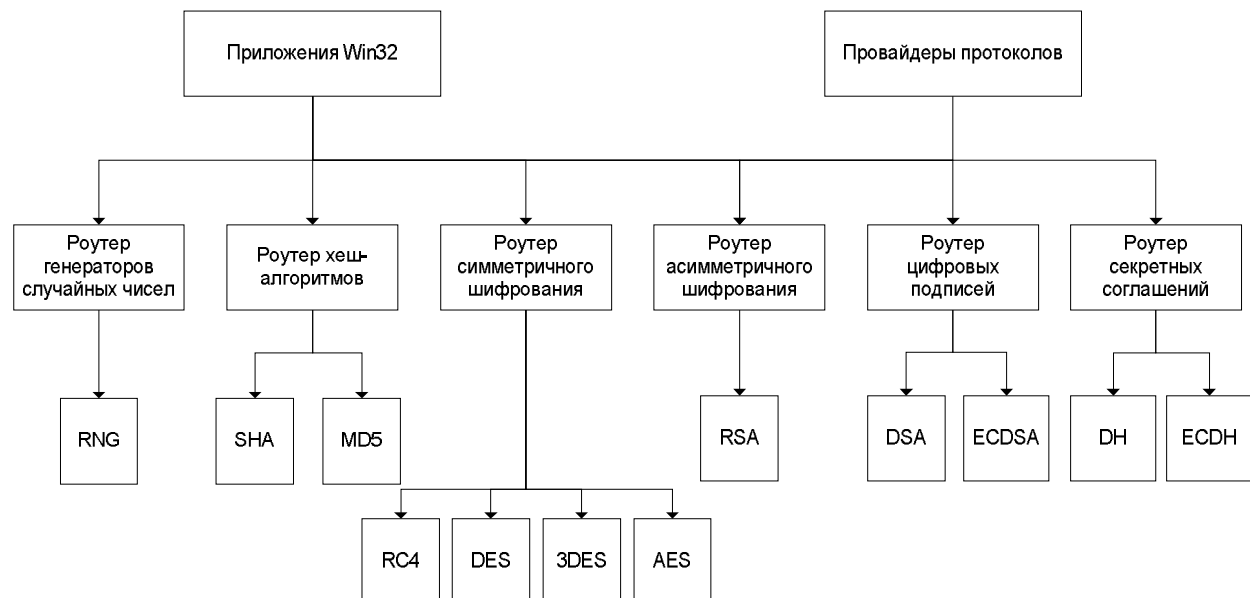 Приложения Win32
Провайдеры протоколов
Роутер
генераторов
случайных чисел
Роутер хеш-
алгоритмов
Роутер
симметричного
шифрования
Роутер
асимметричного
шифрования
Роутер
цифровых
подписей
Роутер
секретных
соглашений
RNG
SHA
MD5
RSA
DSA
ECDSA
DH
ECDH
RC4
DES
3DES
AES